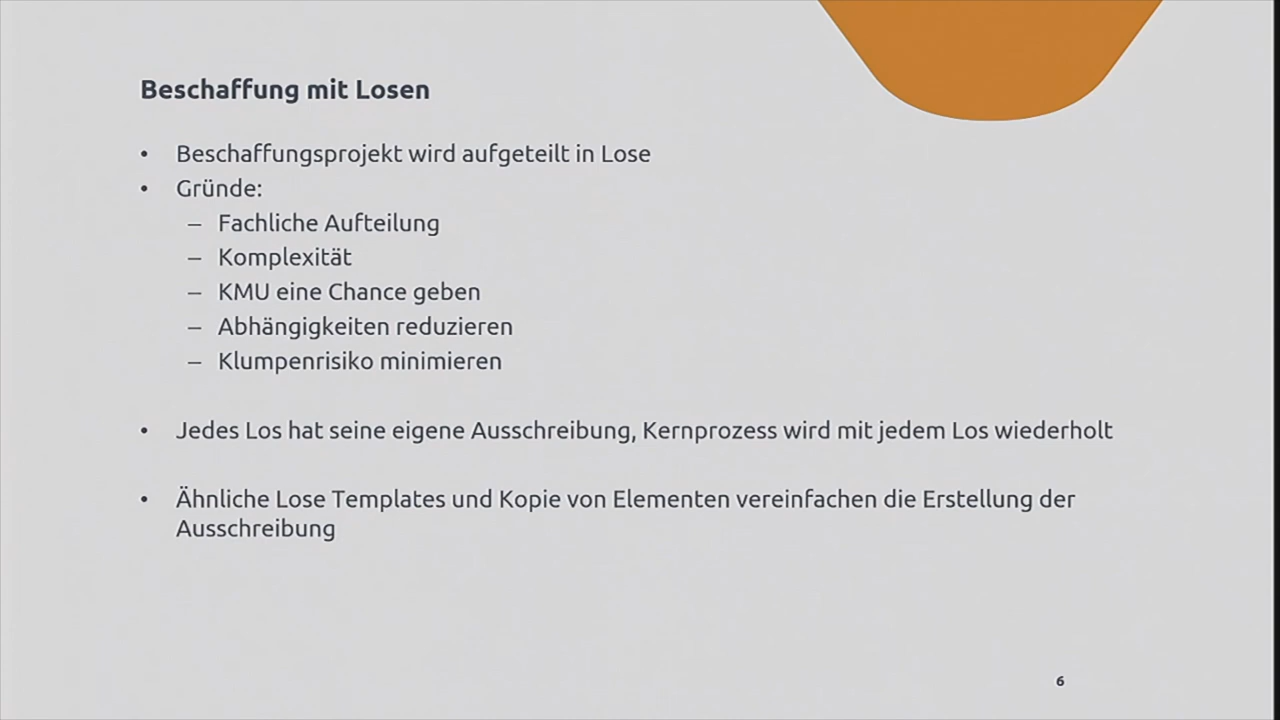 Beschaffung mit Losen
• Beschaffungsprojekt wird aufgeteilt in Lose
• Gründe:
– Fachliche Aufteilung
– Komplexität
– KMU eine Chance geben
– Abhängigkeiten reduzieren
– Klumpenrisiko minimieren
• Jedes Los hat seine eigene Ausschreibung, Kernprozess wird mit jedem Los wiederholt
• Ähnliche Lose Templates und Kopie von Elementen vereinfachen die Erstellung der
Ausschreibung
6